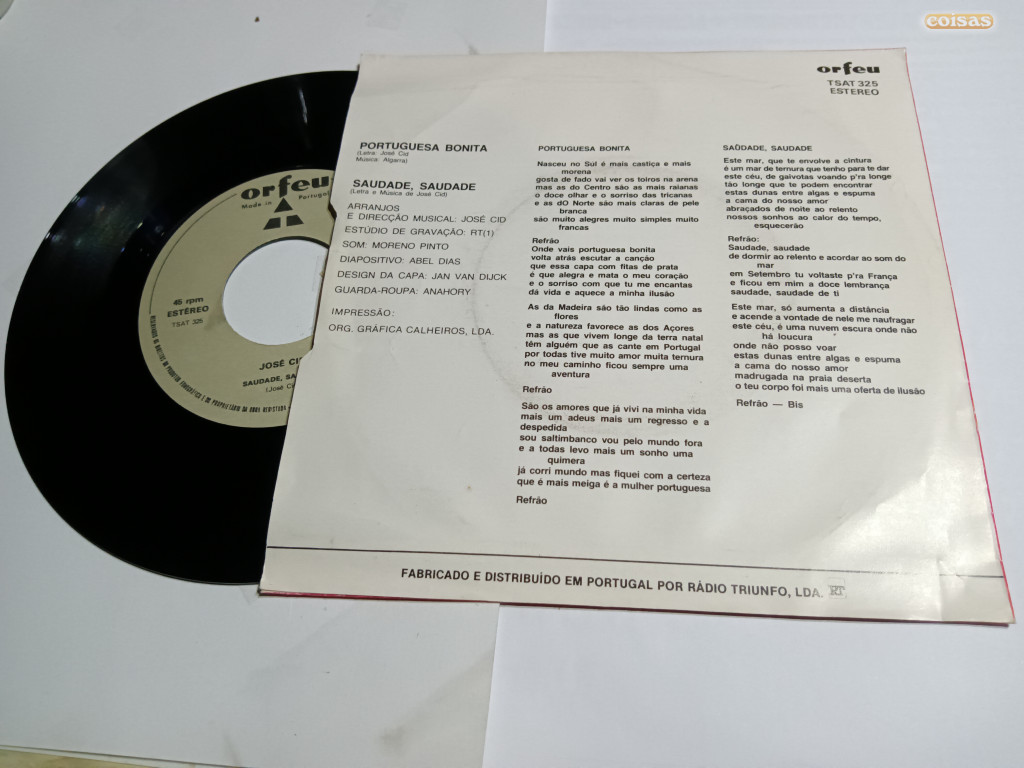 coisas
orfeu
TSAT 325
ESTEREO
PORTUGUESA BONITA
(Letra: José Cid
Música: Algarra)
SAUDADE, SAUDADE
(Letra e Música de José Cid)
ARRANJOS
E DIRECÇÃO MUSICAL: JOSÉ CID
ESTÚDIO DE GRAVAÇÃO: RT(1)
SOM: MORENO PINTO
DIAPOSITIVO: ABEL DIAS
DESIGN DA CAPA: JAN VAN DIJCK
GUARDA-ROUPA: ANAHORY
IMPRESSÃO:
ORG. GRÁFICA CALHEIROS, LDA.
PORTUGUESA BONITA
Nasceu no Sul é mais castiça e mais
morena
gosta de fado vai ver os toiros na arena
mas as do Centro são as mais raianas
o doce olhar e o sorriso das tricanas
e as dO Norte são mais claras de pele
branca
são muito alegres muito simples muito
francas
Refrão
Onde vais portuguesa bonita
volta atrás escutar a canção
que essa capa com fitas de prata
é que alegra e mata o meu coração
e o sorriso com que tu me encantas
dá vida e aquece a minha ilusão
As da Madeira são tão lindas como as
flores
e a natureza favorece as dos Açores
mas as que vivem longe da terra natal
têm alguém que as cante em Portugal
por todas tive muito amor muita ternura
no meu caminho ficou sempre uma
aventura
Refrão
São os amores que já vivi na minha vida
mais um adeus mais um regresso e a
despedida
sou saltimbanco vou pelo mundo fora
e a todas levo mais um sonho uma
quimera
já corri mundo mas fiquei com a certeza
que é mais meiga é a mulher portuguesa
Refrão
SAÚDADE, SAUDADE
Este mar, que te envolve a cintura
é um mar de ternura que tenho para te dar
este céu, de gaivotas voando p'ra longe
tão longe que te podem encontrar
estas dunas entre algas e espuma
a cama do nosso amor
abraçados de noite ao relento
nossos sonhos ao calor do tempo,
esquecerão
Refrão:
Saudade, saudade
de dormir ao relento e acordar ao som do
mar
em Setembro tu voltaste p'ra França
e ficou em mim a doce lembrança
saudade, saudade de ti
Este mar, só aumenta a distância
e acende a vontade de nele me naufragar
este céu, é uma nuvem escura onde não
há loucura
onde não posso voar
estas dunas entre algas e espuma
a cama do nosso amor
madrugada na praia deserta
o teu corpo foi mais uma oferta de ilusão
Refrão — Bis
FABRICADO E DISTRIBUÍDO EM PORTUGAL POR RÁDIO TRIUNFO, LDA. RT
orfeu
Made in Portugal
45 rpm
ESTÉREO
TSAT 325
JOSÉ CI
SAUDADE, SA
(José Ci